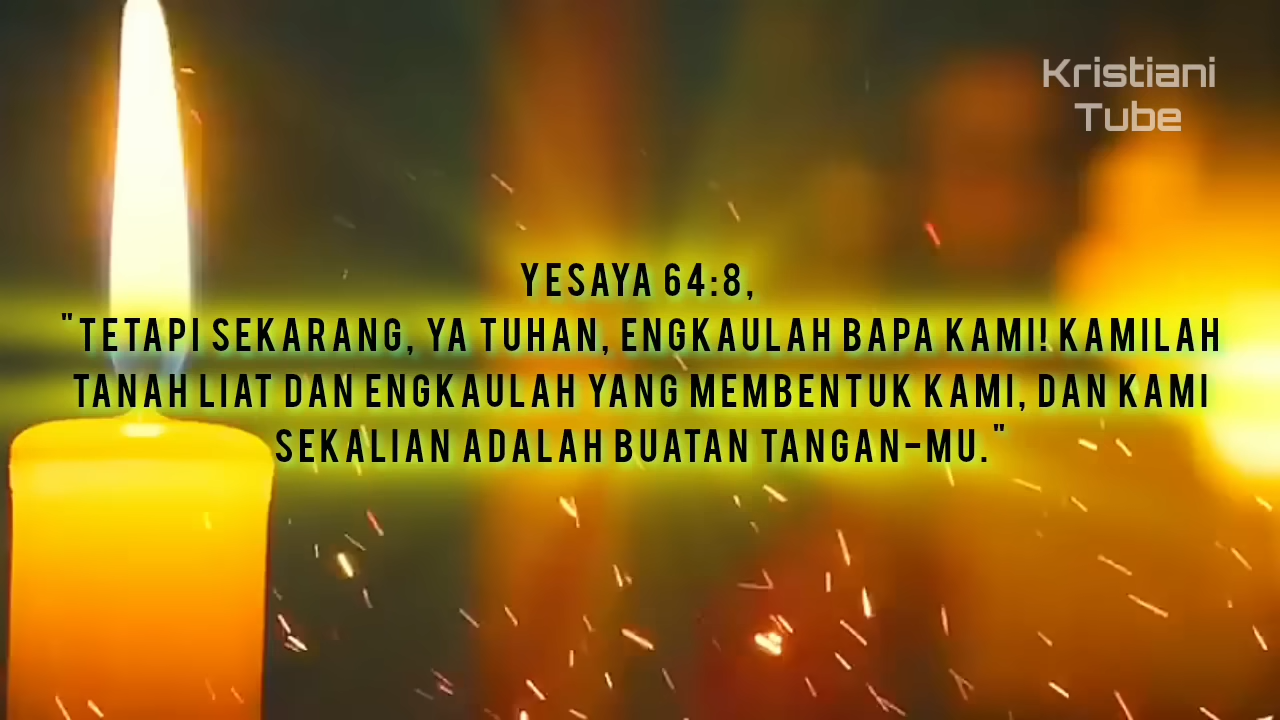 Kristiani
Tube
YESAYA 64:8,
"TETAPI SEKARANG, YA TUHAN, ENGKAULAH BAPA KAMI! KAMILAH
TANAH LIAT DAN ENGKAULAH YANG MEMBENTUK KAMI, DAN KAMI
SEKALIAN ADALAH BUATAN TANGAN-MU."